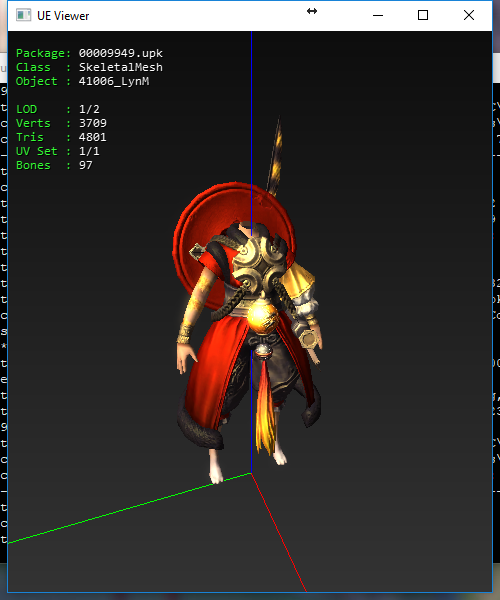 UE Viewer
Package: 00009949.upk
Class  : SkeletalMesh
Object : 41006_LynM
LOD    : 1/2
Verts  : 3709
Tris   : 4801
UV Set : 1/1
Bones  : 97